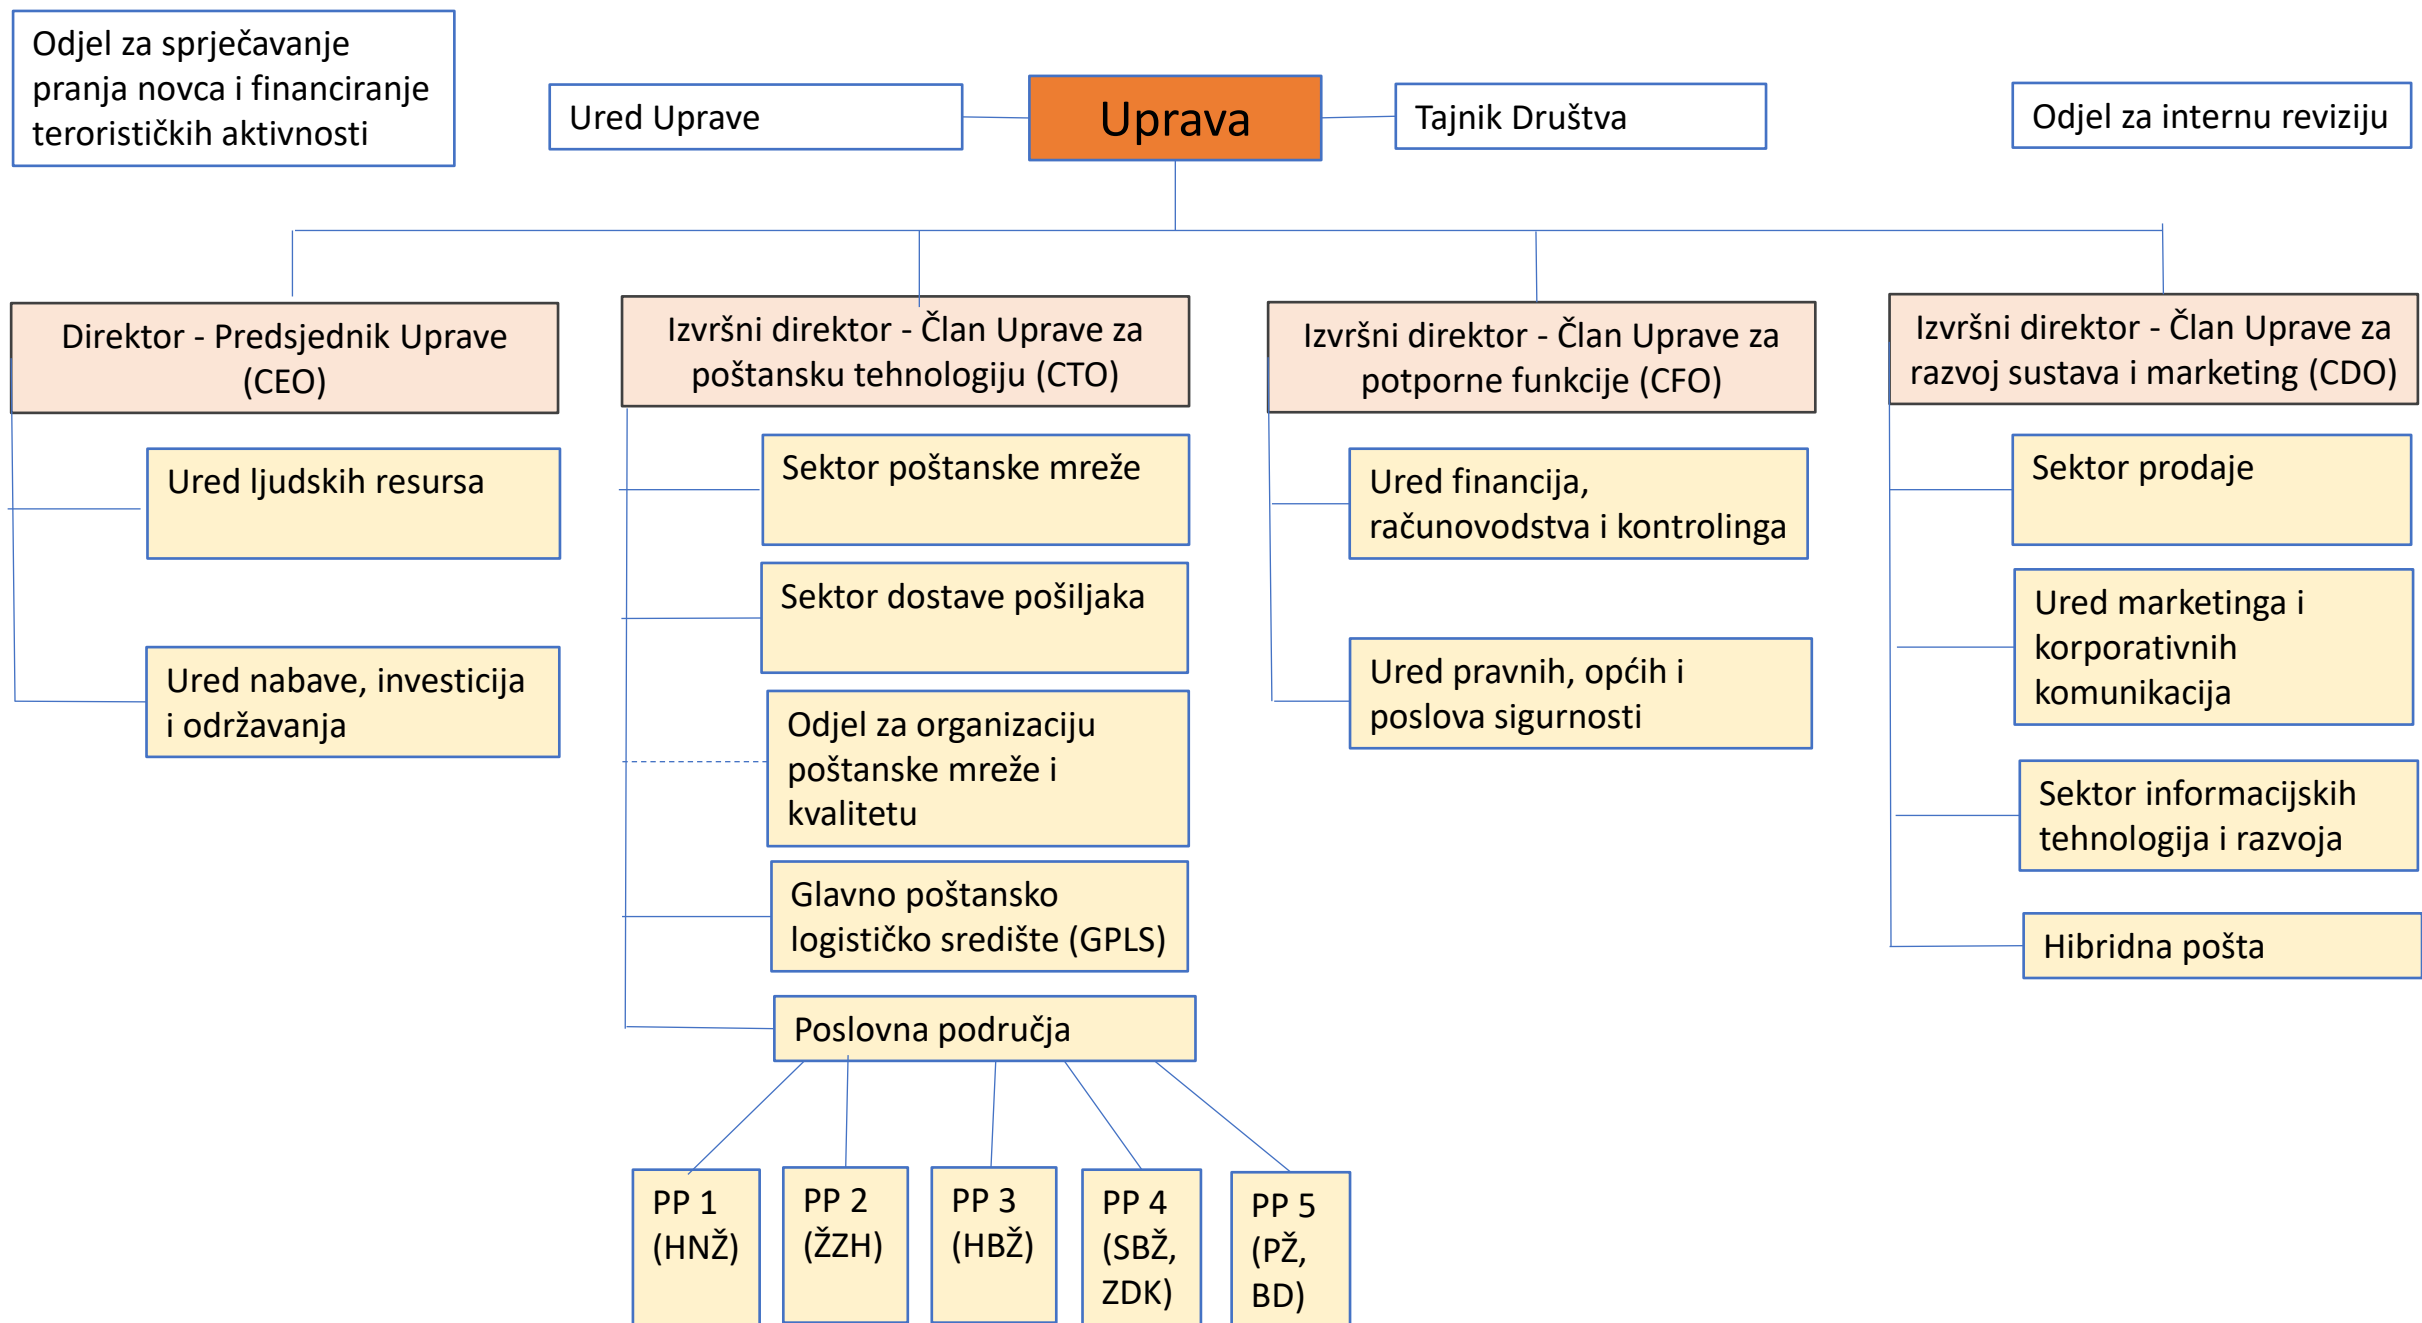 Odjel za sprječavanje
pranja novca i financiranje
terorističkih aktivnosti
Ured Uprave
Uprava
Tajnik Društva
Odjel za internu reviziju
Direktor - Predsjednik Uprave
(CEO)
Izvršni direktor - Član Uprave za
poštansku tehnologiju (CTO)
Izvršni direktor - Član Uprave za
potporne funkcije (CFO)
Izvršni direktor - Član Uprave za
razvoj sustava i marketing (CDO)
Ured ljudskih resursa
Ured nabave, investicija
i održavanja
Sektor poštanske mreže
Sektor dostave pošiljaka
Odjel za organizaciju
poštanske mreže i
kvalitetu
Glavno poštansko
logističko središte (GPLS)
Poslovna područja
PP 1
(HNŽ)
PP 2
(ŽZH)
PP 3
(HBŽ)
PP 4
(SBŽ,
ZDK)
PP 5
(PŽ,
BD)
Ured financija,
računovodstva i kontrolinga
Ured pravnih, općih i
poslova sigurnosti
Sektor prodaje
Ured marketinga i
korporativnih
komunikacija
Sektor informacijskih
tehnologija i razvoja
Hibridna pošta